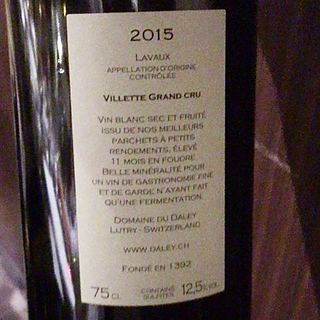 2015
LAVAUX
APPELLATION D'ORIGINE
CONTRÔLÉE
VILLETTE GRAND CRU
VIN BLANC SEC ET FRUITÉ
ISSU DE NOS MEILLEURS
PARCHETS À PETITS
RENDEMENTS, ÉLEVÉ
11 MOIS EN FOUDRE.
BELLE MINÉRALITÉ POUR
UN VIN DE GASTRONOMIE FINE
ET DE GARDE N'AYANT FAIT
QU'UNE FERMENTATION.
DOMAINE DU DALEY
LUTRY - SWITZERLAND
WWW.DALEY.CH
FONDÉ EN 1392
75 CL CONTAINS SULFITES 12,5% VOL.